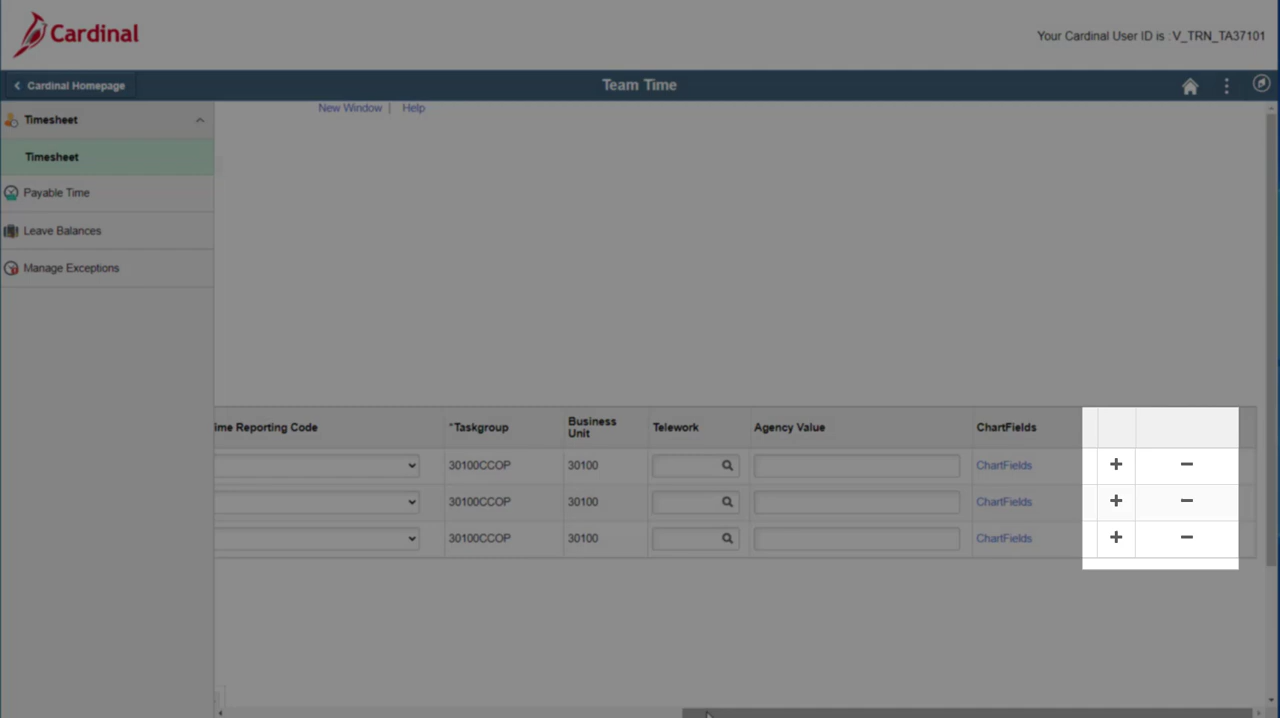 Cardinal
Your Cardinal User ID is :V_TRN_TA37101
Cardinal Homepage
Team Time
New Window | Help
Timesheet
Timesheet
Payable Time
Leave Balances
Manage Exceptions
ime Reporting Code *Taskgroup Business Unit Telework Agency Value ChartFields
30100CCOP 30100 ChartFields + −
30100CCOP 30100 ChartFields + −
30100CCOP 30100 ChartFields + −